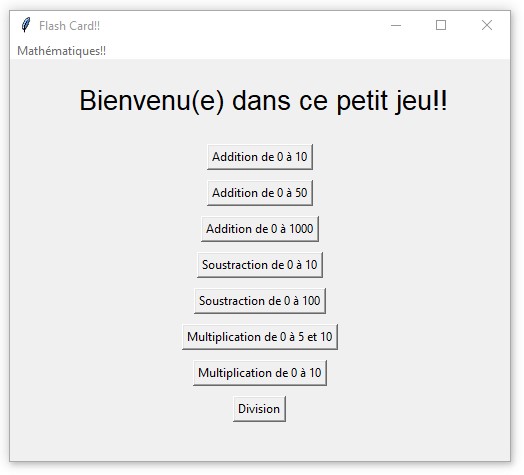 Flash Card!!
Mathématiques!!
Bienvenu(e) dans ce petit jeu!!
Addition de 0 à 10
Addition de 0 à 50
Addition de 0 à 1000
Soustraction de 0 à 10
Soustraction de 0 à 100
Multiplication de 0 à 5 et 10
Multiplication de 0 à 10
Division